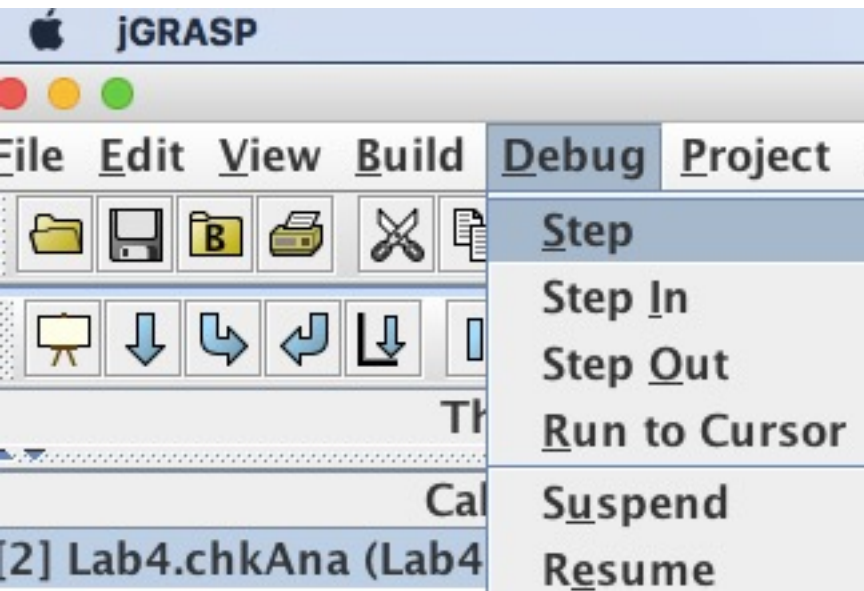 jGRASP
File Edit View Build Debug Project
B
Step
Step In
Step Out
Run to Cursor
Suspend
Resume
[2] Lab4.chkAna (Lab4